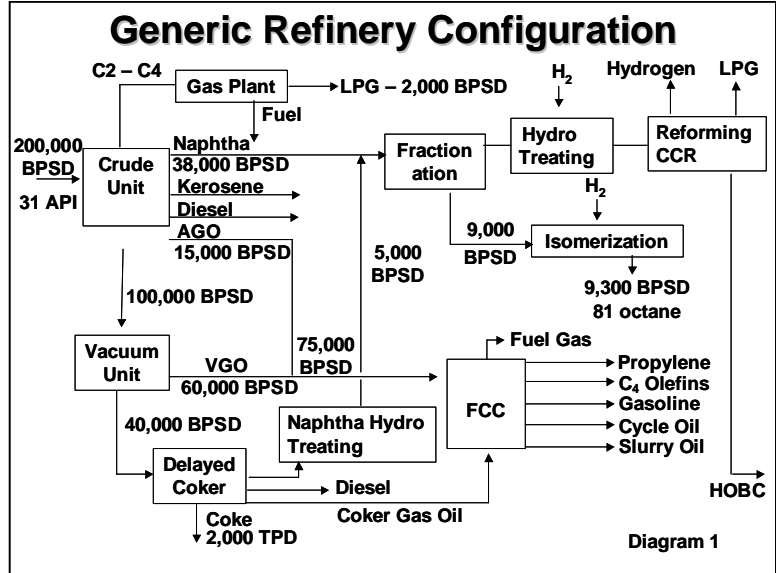 Generic Refinery Configuration
C2 – C4
Gas Plant
LPG – 2,000 BPSD
Fuel
H2
Hydrogen
LPG
200,000
BPSD
31 API
Crude
Unit
Naphtha
38,000 BPSD
Kerosene
Diesel
AGO
15,000 BPSD
Fraction
ation
Hydro
Treating
Reforming
CCR
H2
9,000
BPSD
Isomerization
9,300 BPSD
81 octane
5,000
BPSD
100,000 BPSD
Vacuum
Unit
VGO
60,000 BPSD
75,000
BPSD
Fuel Gas
FCC
Propylene
C4 Olefins
Gasoline
Cycle Oil
Slurry Oil
40,000 BPSD
Naphtha Hydro
Treating
Delayed
Coker
Diesel
Coker Gas Oil
Coke
2,000 TPD
HOBC
Diagram 1